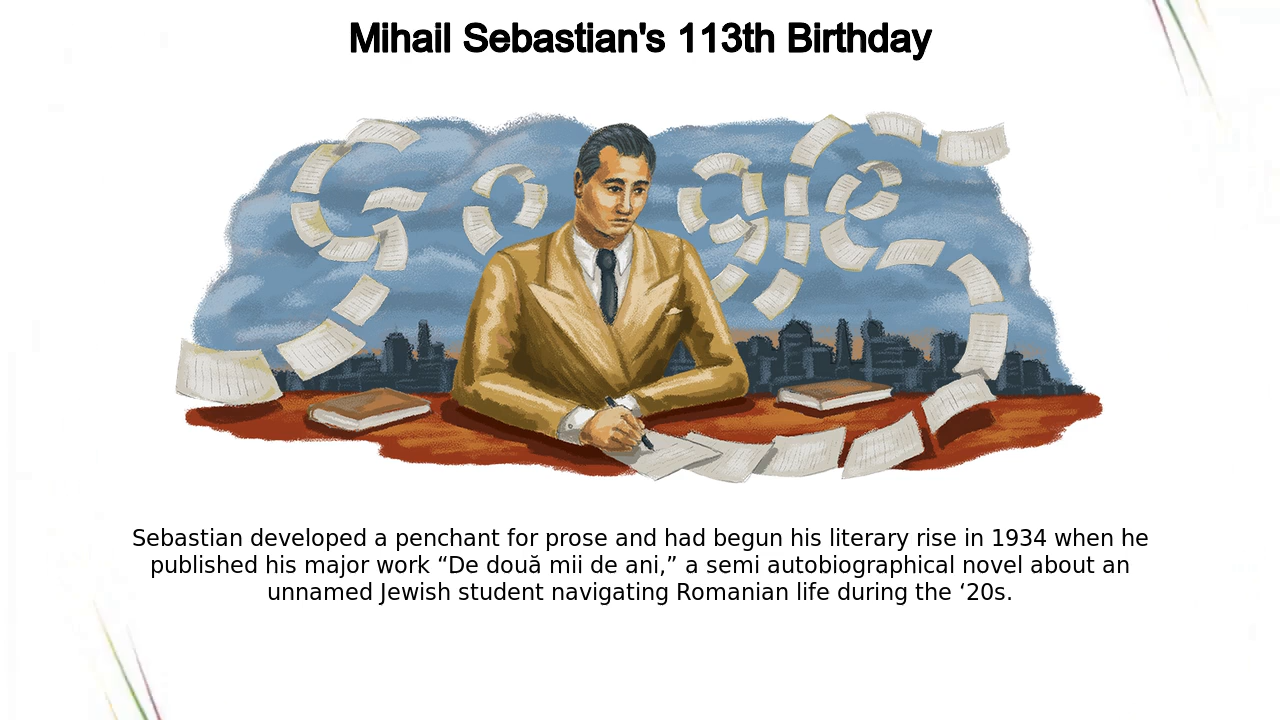 Mihail Sebastian's 113th Birthday
Google
Sebastian developed a penchant for prose and had begun his literary rise in 1934 when he
published his major work “De două mii de ani,” a semi autobiographical novel about an
unnamed Jewish student navigating Romanian life during the ‘20s.